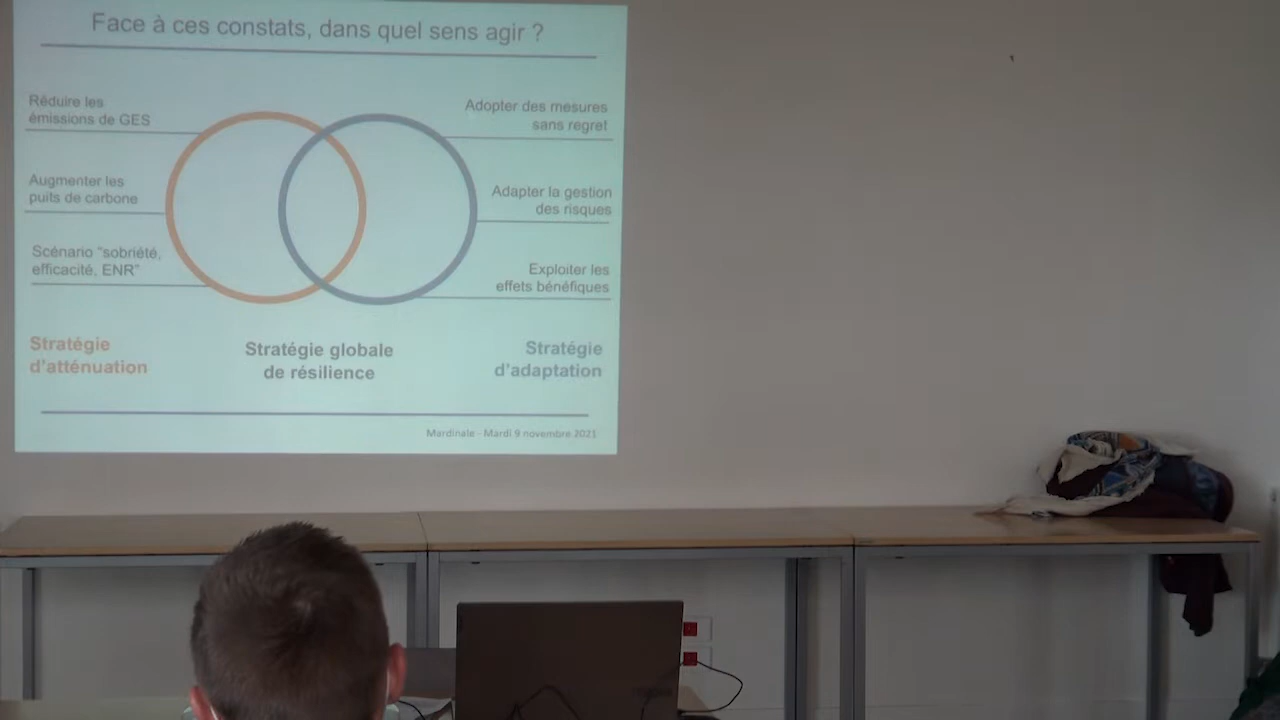 Face à ces constats, dans quel sens agir ?
Réduire les
émissions de GES
Augmenter les
puits de carbone
Scénario "sobriété,
efficacité, ENR"
Adopter des mesures
sans regret
Adapter la gestion
des risques
Exploiter les
effets bénéfiques
Stratégie
d'atténuation
Stratégie globale
de résilience
Stratégie
d'adaptation
Mardinale - Mardi 9 novembre 2021